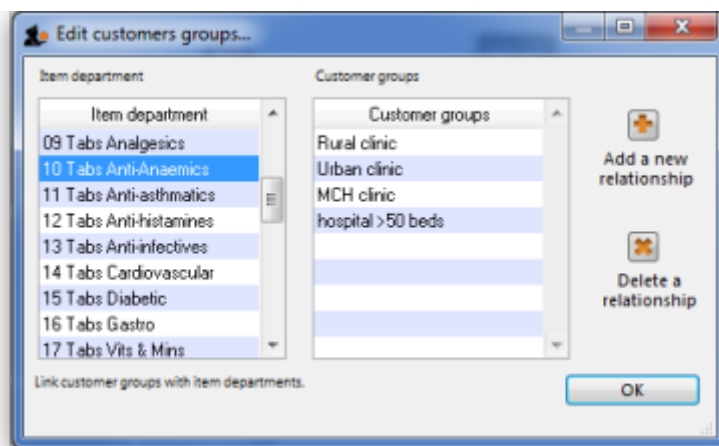 Edit customers groups...
Item department
Customer groups
Item department
Customer groups
09 Tabs Analgesics
Rural clinic
10 Tabs Anti-Anaemics
Urban clinic
11 Tabs Anti-asthmatics
MCH clinic
12 Tabs Anti-histamines
hospital >50 beds
13 Tabs Anti-infectives
14 Tabs Cardiovascular
15 Tabs Diabetic
16 Tabs Gastro
17 Tabs Vits & Mins
Add a new
relationship
Delete a
relationship
Link customer groups with item departments.
OK